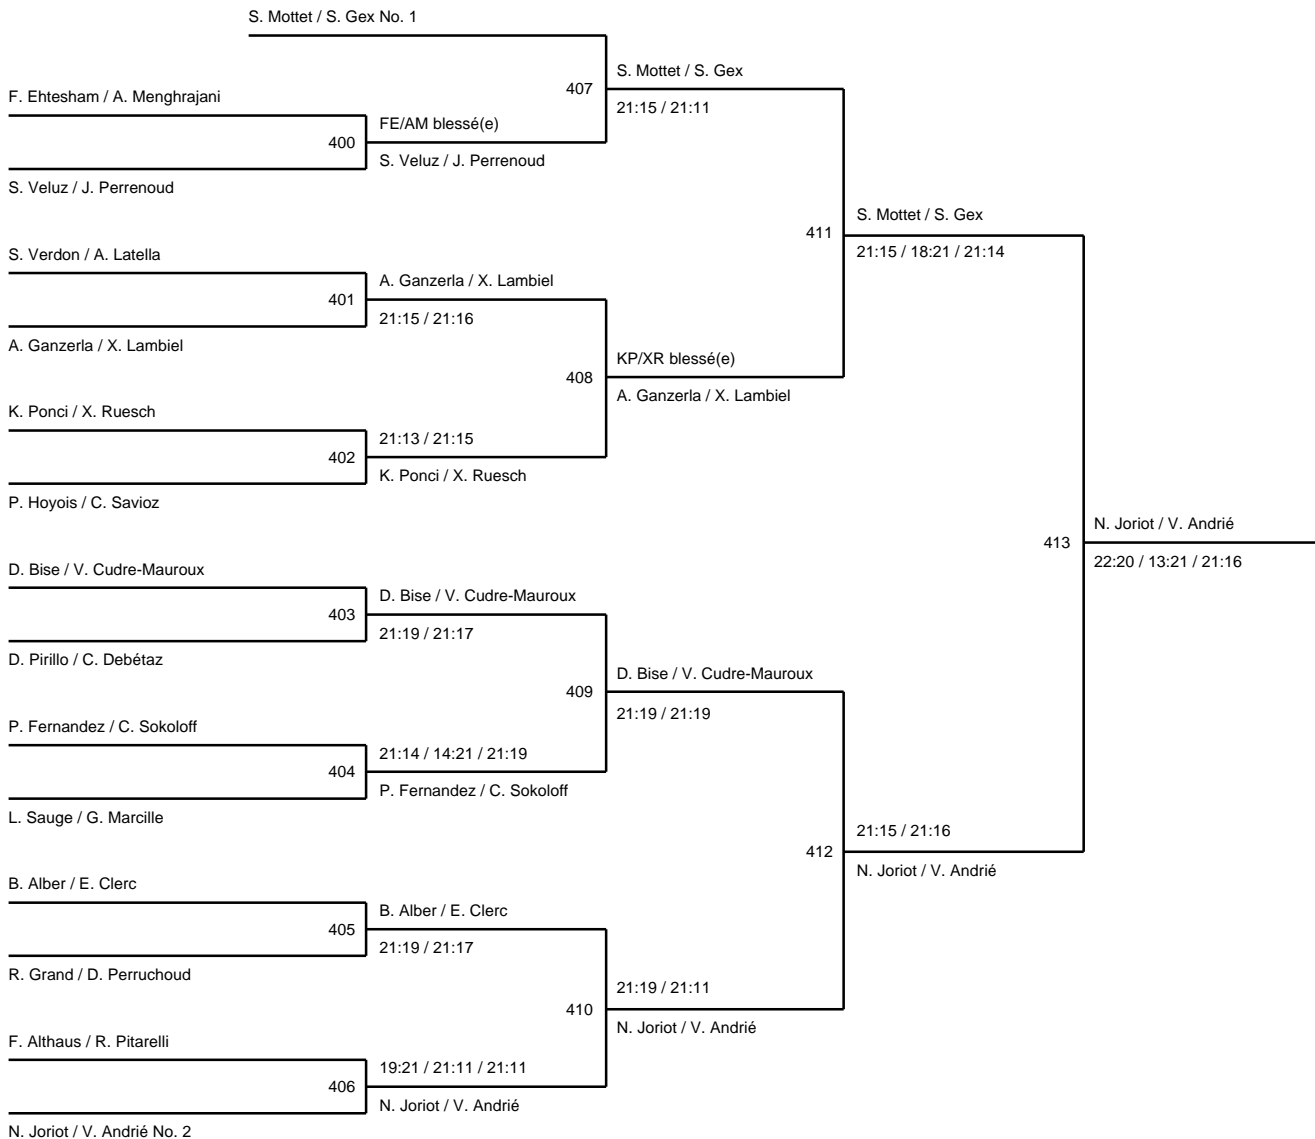 S. Mottet / S. Gex No. 1
S. Mottet / S. Gex
407
21:15 / 21:11
F. Ehtesham / A. Menghrajani
FE/AM blessé(e)
400
S. Veluz / J. Perrenoud
S. Veluz / J. Perrenoud
S. Mottet / S. Gex
411
21:15 / 18:21 / 21:14
S. Verdon / A. Latella
A. Ganzerla / X. Lambiel
401
21:15 / 21:16
A. Ganzerla / X. Lambiel
KP/XR blessé(e)
408
A. Ganzerla / X. Lambiel
K. Ponci / X. Ruesch
21:13 / 21:15
402
K. Ponci / X. Ruesch
P. Hoyois / C. Savioz
N. Joriot / V. Andrié
413
22:20 / 13:21 / 21:16
D. Bise / V. Cudre-Mauroux
D. Bise / V. Cudre-Mauroux
403
21:19 / 21:17
D. Pirillo / C. Debétaz
D. Bise / V. Cudre-Mauroux
409
21:19 / 21:19
P. Fernandez / C. Sokoloff
21:14 / 14:21 / 21:19
404
P. Fernandez / C. Sokoloff
L. Sauge / G. Marcille
21:15 / 21:16
412
N. Joriot / V. Andrié
B. Alber / E. Clerc
B. Alber / E. Clerc
405
21:19 / 21:17
R. Grand / D. Perruchoud
21:19 / 21:11
410
N. Joriot / V. Andrié
F. Althaus / R. Pitarelli
19:21 / 21:11 / 21:11
406
N. Joriot / V. Andrié
N. Joriot / V. Andrié No. 2